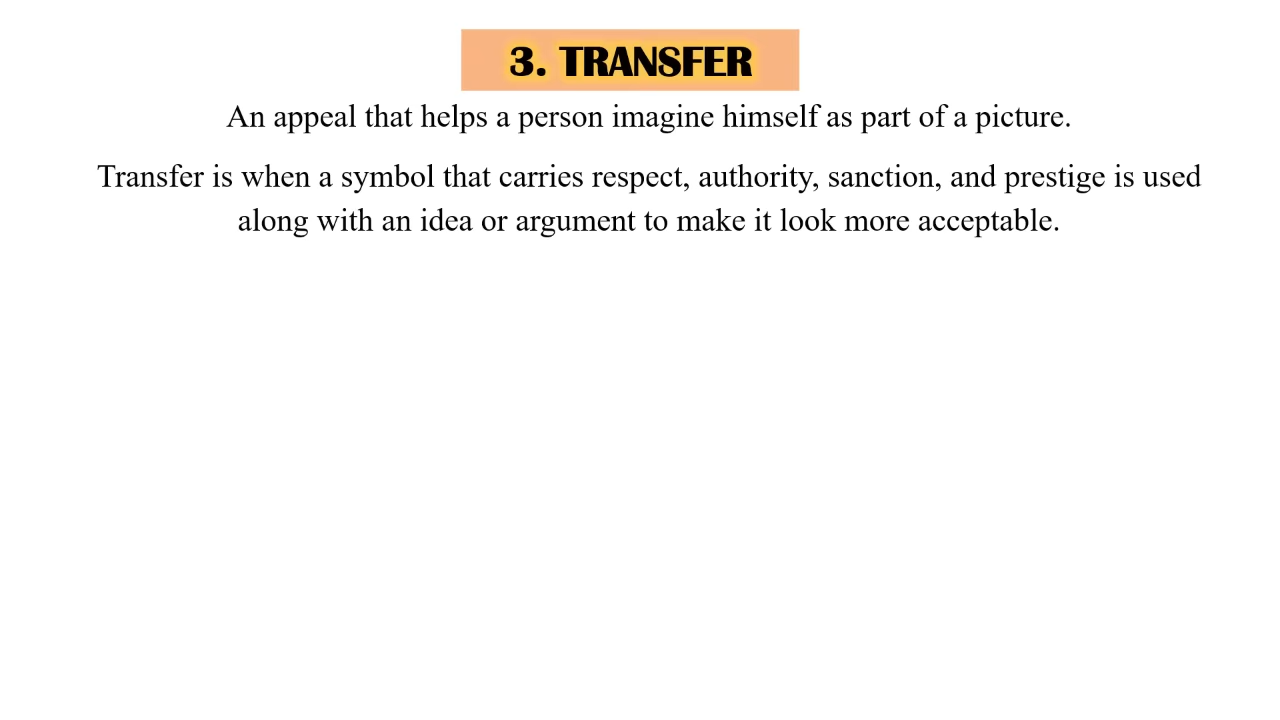 3. TRANSFER
An appeal that helps a person imagine himself as part of a picture.
Transfer is when a symbol that carries respect, authority, sanction, and prestige is used
along with an idea or argument to make it look more acceptable.